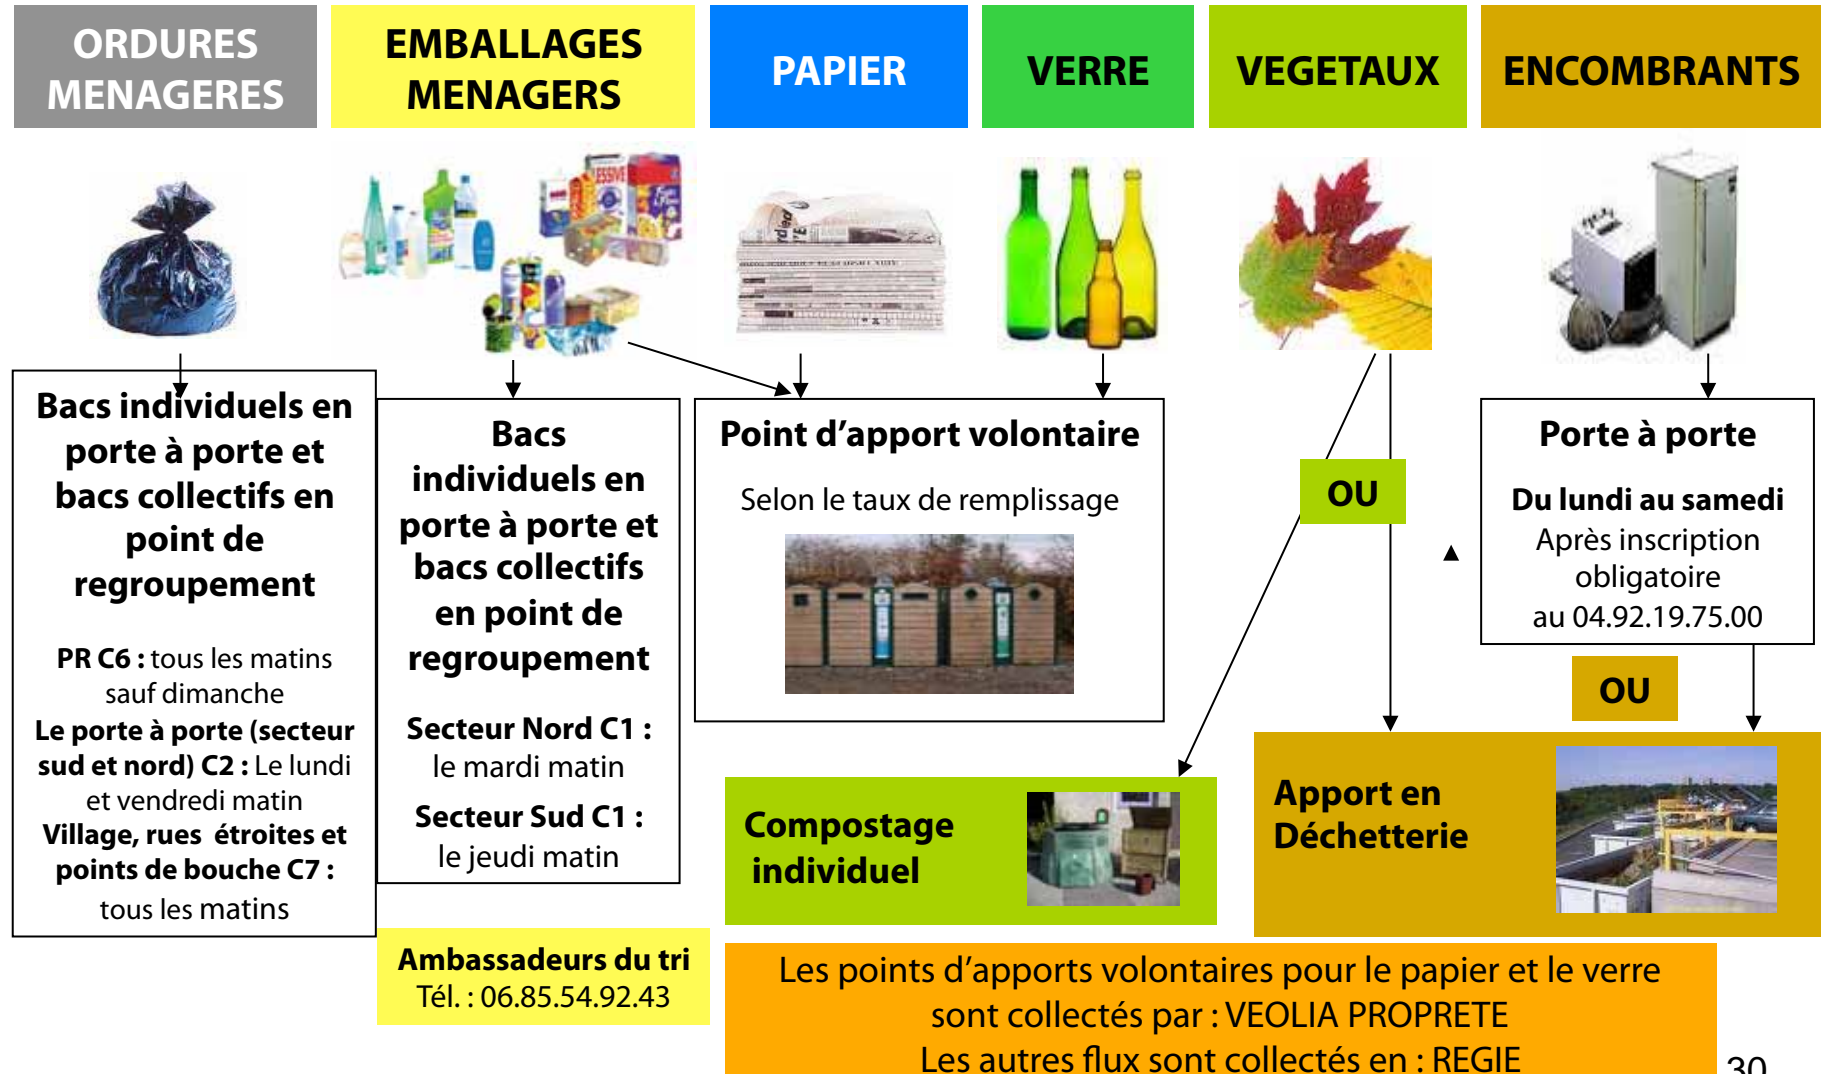 ORDURES
MENAGERES
EMBALLAGES
MENAGERS
PAPIER
VERRE
VEGETAUX
ENCOMBRANTS
ESSIVE
Bacs individuels en
porte à porte et
bacs collectifs en
point de
regroupement
PR C6 : tous les matins
sauf dimanche
Le porte à porte (secteur
sud et nord) C2 : Le lundi
et vendredi matin
Village, rues étroites et
points de bouche C7 :
tous les matins
Bacs
individuels en
porte à porte et
bacs collectifs
en point de
regroupement
Secteur Nord C1 :
le mardi matin
Secteur Sud C1 :
le jeudi matin
Ambassadeurs du tri
Tél. : 06.85.54.92.43
Point d’apport volontaire
Selon le taux de remplissage
OU
Porte à porte
Du lundi au samedi
Après inscription
obligatoire
au 04.92.19.75.00
OU
Compostage
individuel
Apport en
Déchetterie
Les points d’apports volontaires pour le papier et le verre
sont collectés par : VEOLIA PROPRETE
Les autres flux sont collectés en : REGIE
30